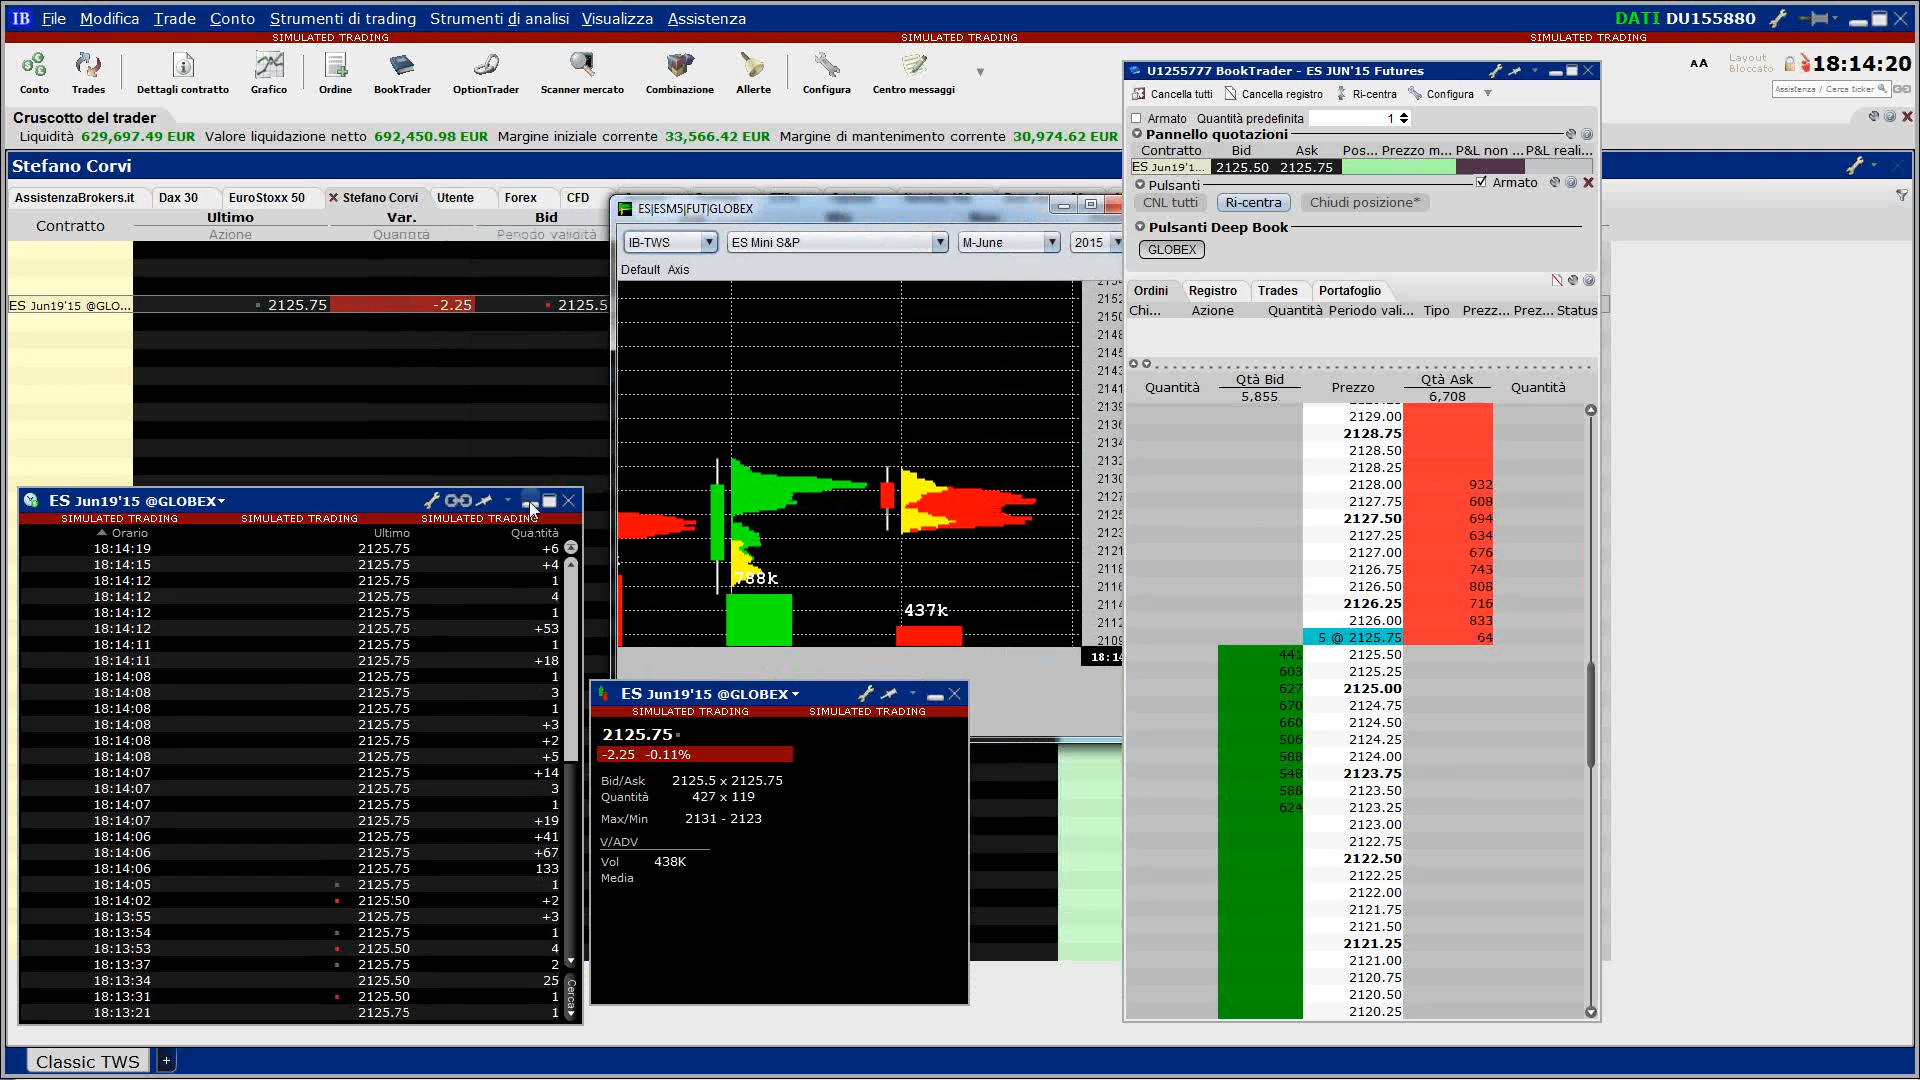 IB File Modifica Trade Conto Strumenti di trading Strumenti di analisi Visualizza Assistenza DATI DU155880
SIMULATED TRADING SIMULATED TRADING SIMULATED TRADING
Conto Trades Dettagli contratto Grafico Ordine BookTrader OptionTrader Scanner mercato Combinazione Allerte Configura Centro messaggi
AA Layout Bloccato 18:14:20
Assistenza / Cerca ticker
Cruscotto del trader
Liquidità 629,697.49 EUR Valore liquidazione netto 692,450.98 EUR Margine iniziale corrente 33,566.42 EUR Margine di mantenimento corrente 30,974.62 EUR
Stefano Corvi
AssistenzaBrokers.it Dax 30 EuroStoxx 50 Stefano Corvi Utente Forex CFD
Contratto Ultimo Var. Bid
Azione Quantità Periodo validità
ES Jun19'15 @GLO... 2125.75 -2.25 2125.5
ES|ESM5|FUT|GLOBEX
IB-TWS ES Mini S&P M-June 2015
Default Axis
788k
437k
18:14
ES Jun19'15 @GLOBEX
SIMULATED TRADING SIMULATED TRADING SIMULATED TRADING
Orario Ultimo Quantità
18:14:19 2125.75 +6
18:14:15 2125.75 +4
18:14:12 2125.75 1
18:14:12 2125.75 4
18:14:12 2125.75 1
18:14:12 2125.75 +53
18:14:11 2125.75 1
18:14:11 2125.75 +18
18:14:08 2125.75 1
18:14:08 2125.75 3
18:14:08 2125.75 1
18:14:08 2125.75 +3
18:14:08 2125.75 +2
18:14:08 2125.75 +5
18:14:07 2125.75 +14
18:14:07 2125.75 3
18:14:07 2125.75 1
18:14:07 2125.75 +19
18:14:06 2125.75 +41
18:14:06 2125.75 +67
18:14:06 2125.75 133
18:14:05 2125.75 1
18:14:02 2125.50 +2
18:13:55 2125.75 +3
18:13:54 2125.75 1
18:13:53 2125.50 4
18:13:37 2125.75 2
18:13:34 2125.50 25
18:13:31 2125.50 1
18:13:21 2125.75 1
Cerca
ES Jun19'15 @GLOBEX
SIMULATED TRADING SIMULATED TRADING
2125.75
-2.25 -0.11%
Bid/Ask 2125.5 x 2125.75
Quantità 427 x 119
Max/Min 2131 - 2123
V/ADV
Vol 438K
Media
U1255777 BookTrader - ES JUN'15 Futures
Cancella tutti Cancella registro Ri-centra Configura
Armato Quantità predefinita 1
Pannello quotazioni
Contratto Bid Ask Pos... Prezzo m... P&L non ... P&L reali...
ES Jun19'1... 2125.50 2125.75
Pulsanti Armato
CNL tutti Ri-centra Chiudi posizione*
Pulsanti Deep Book
GLOBEX
Ordini Registro Trades Portafoglio
Chi... Azione Quantità Periodo vali... Tipo Prezz... Prez... Status
Quantità Qtà Bid Prezzo Qtà Ask Quantità
5,855 6,708
2129.00
2128.75
2128.50
2128.25
2128.00 932
2127.75 608
2127.50 694
2127.25 634
2127.00 676
2126.75 743
2126.50 808
2126.25 716
2126.00 833
5 @ 2125.75 64
441 2125.50
603 2125.25
627 2125.00
670 2124.75
660 2124.50
506 2124.25
588 2124.00
548 2123.75
588 2123.50
624 2123.25
2123.00
2122.75
2122.50
2122.25
2122.00
2121.75
2121.50
2121.25
2121.00
2120.75
2120.50
2120.25
Classic TWS +